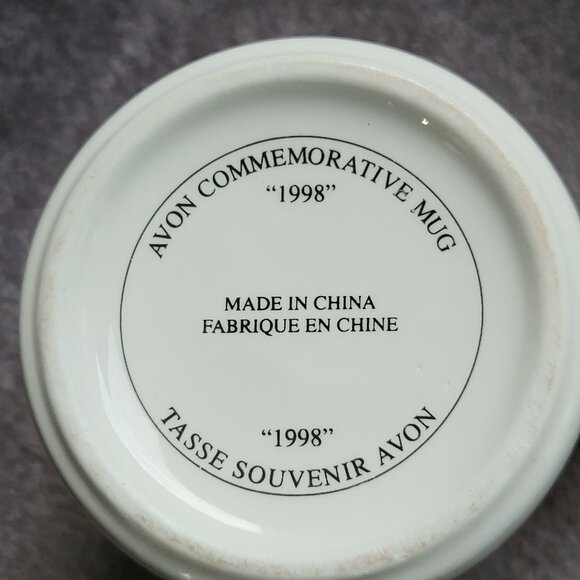 AVON COMMEMORATIVE MUG
“1998”
MADE IN CHINA
FABRIQUE EN CHINE
“1998”
TASSE SOUVENIR AVON